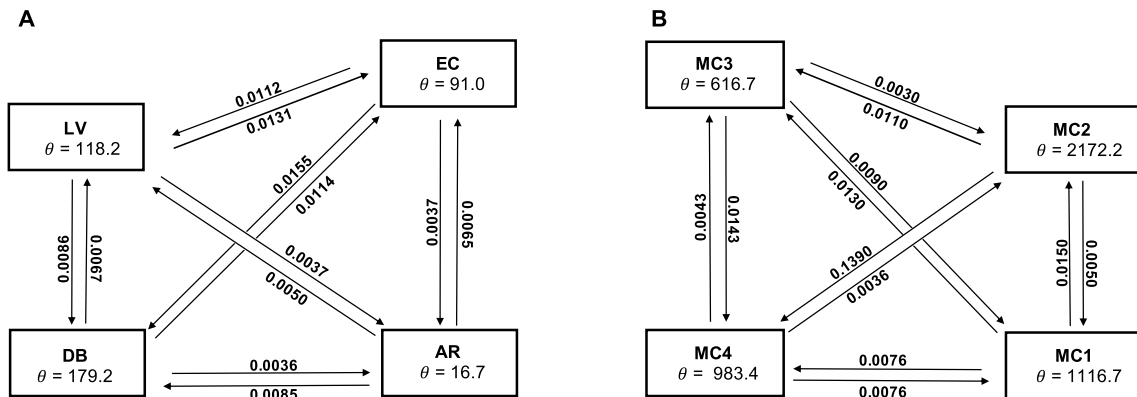 A
B
EC
θ = 91.0
LV
θ = 118.2
DB
θ = 179.2
AR
θ = 16.7
0.0112
0.0131
0.0155
0.0114
0.0037
0.0065
0.0086
0.0067
0.0037
0.0050
0.0036
0.0085
MC3
θ = 616.7
MC2
θ = 2172.2
MC4
θ = 983.4
MC1
θ = 1116.7
0.0030
0.0110
0.0090
0.0130
0.0043
0.0143
0.1390
0.0036
0.0150
0.0050
0.0076
0.0076